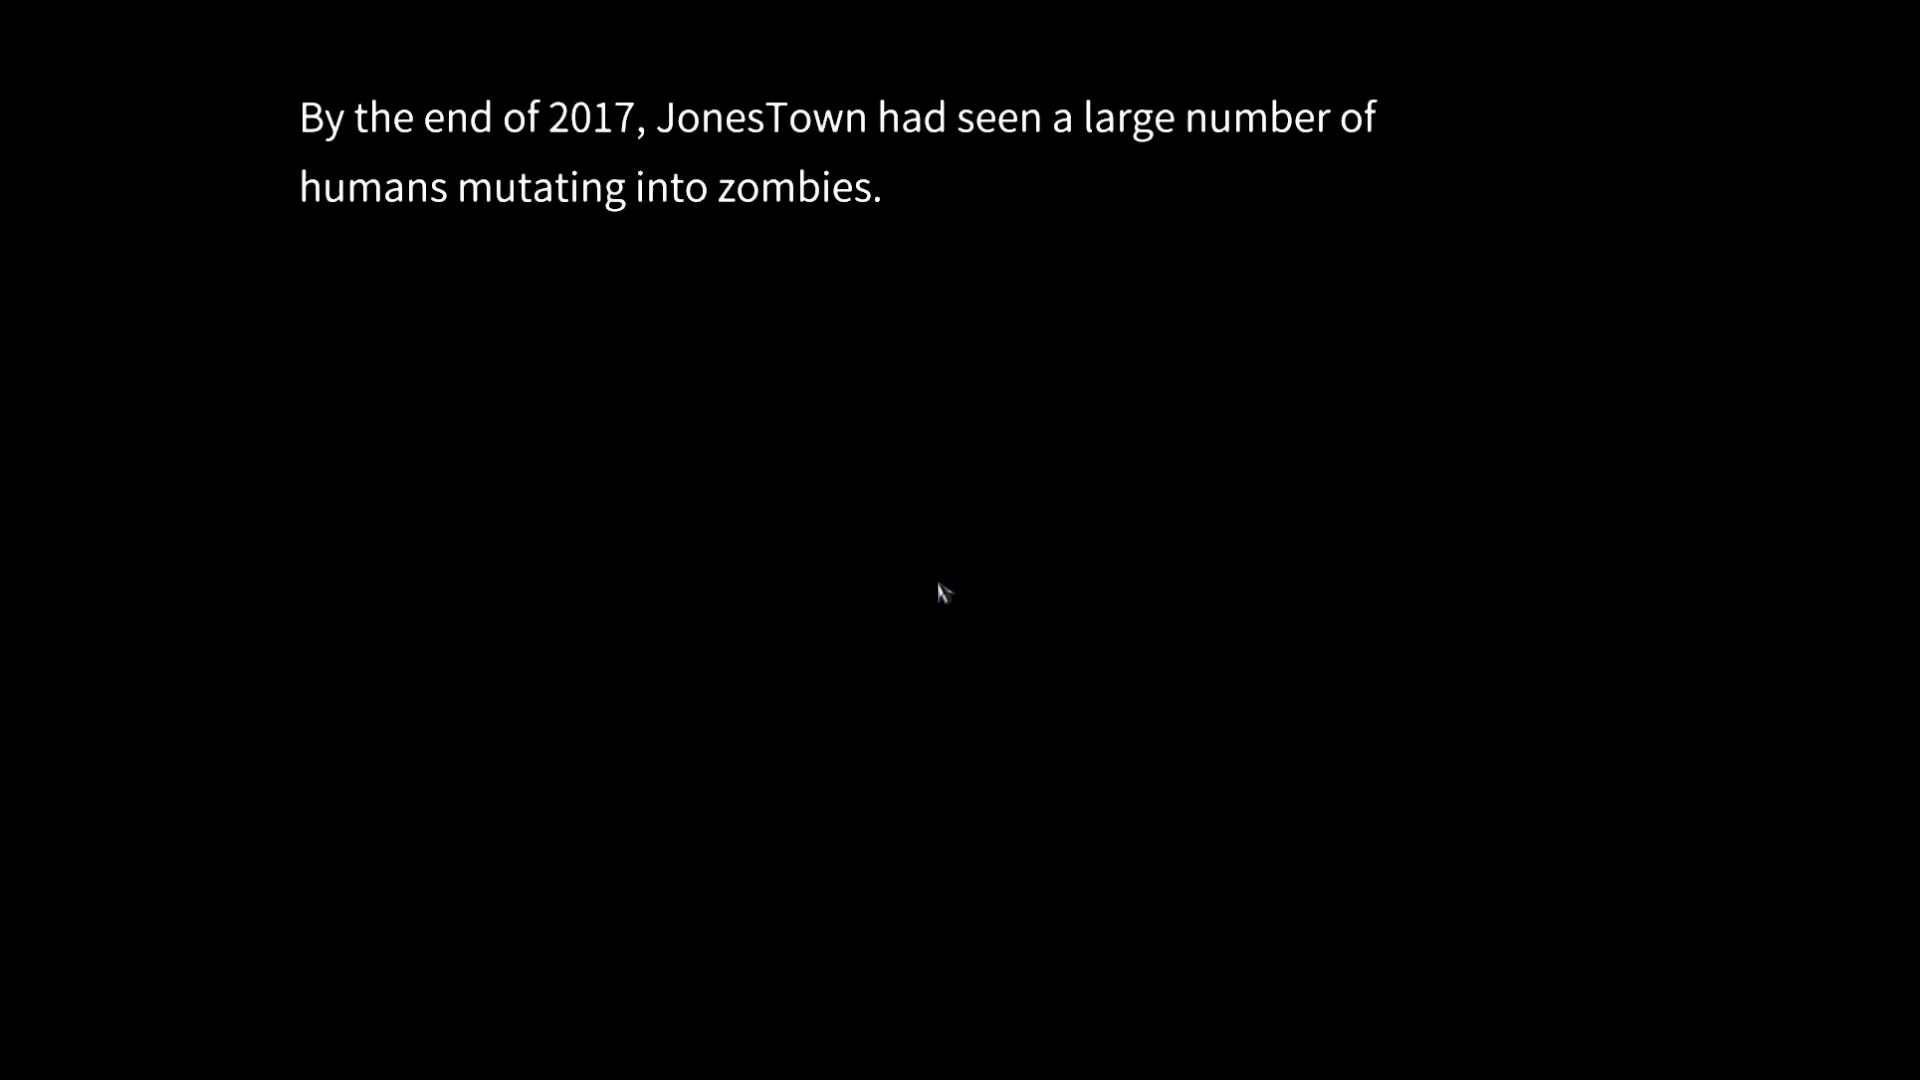 By the end of 2017, JonesTown had seen a large number of
humans mutating into zombies.